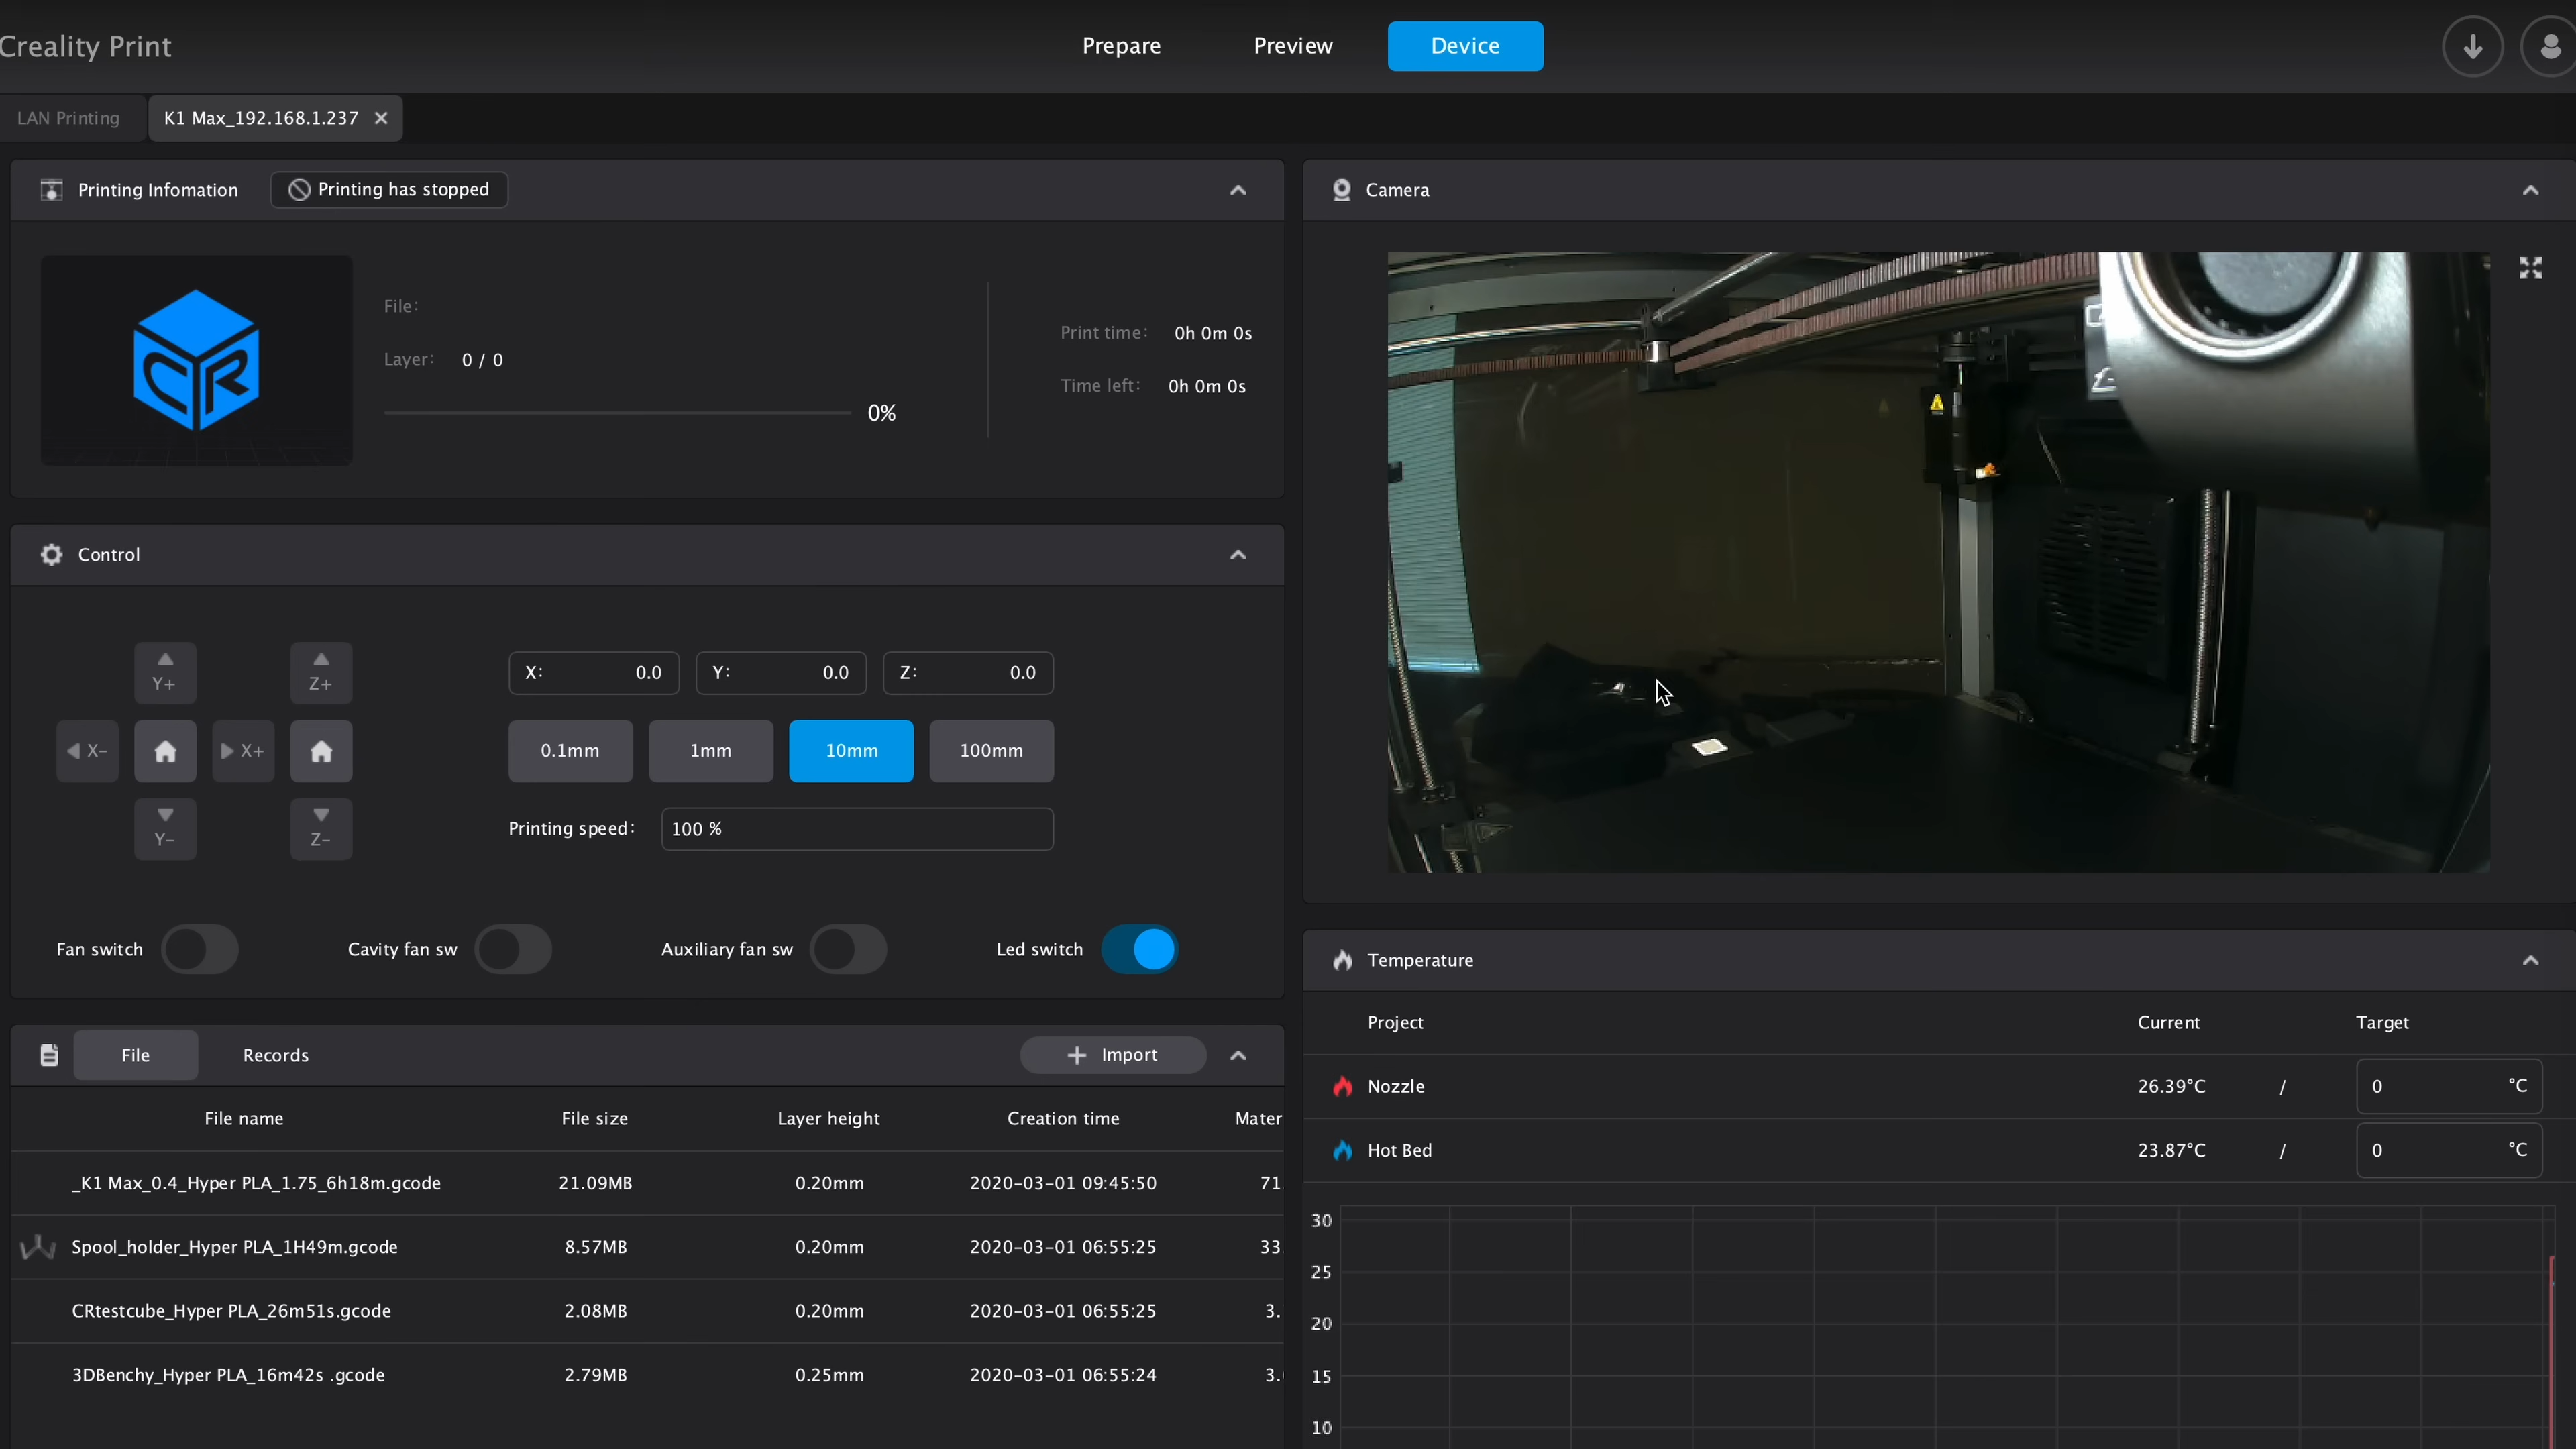 Creality Print
Prepare
Preview
Device
LAN Printing
K1 Max_192.168.1.237
Printing Infomation
Printing has stopped
CR
File:
Layer: 0 / 0
0%
Print time: 0h 0m 0s
Time left: 0h 0m 0s
Control
Y+
Z+
X-
X+
Y-
Z-
X: 0.0
Y: 0.0
Z: 0.0
0.1mm
1mm
10mm
100mm
Printing speed: 100 %
Fan switch
Cavity fan sw
Auxiliary fan sw
Led switch
File
Records
+ Import
File name File size Layer height Creation time Mater
_K1 Max_0.4_Hyper PLA_1.75_6h18m.gcode 21.09MB 0.20mm 2020-03-01 09:45:50 71.
Spool_holder_Hyper PLA_1H49m.gcode 8.57MB 0.20mm 2020-03-01 06:55:25 33.
CRtestcube_Hyper PLA_26m51s.gcode 2.08MB 0.20mm 2020-03-01 06:55:25 3.
3DBenchy_Hyper PLA_16m42s .gcode 2.79MB 0.25mm 2020-03-01 06:55:24 3.
Camera
Temperature
Project Current Target
Nozzle 26.39°C / 0 °C
Hot Bed 23.87°C / 0 °C
30
25
20
15
10